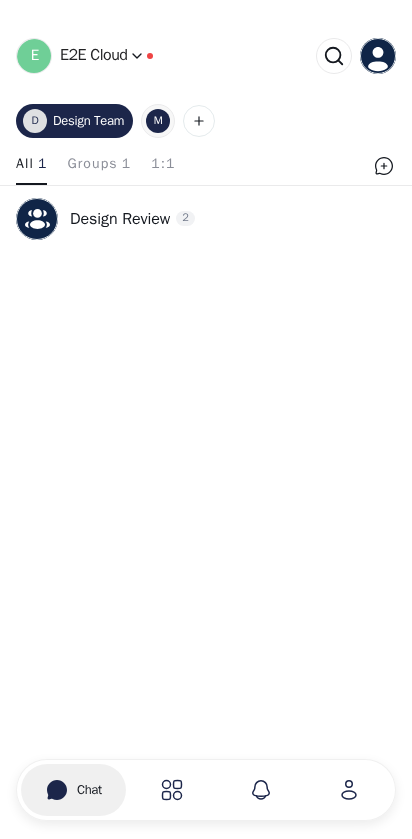 E E2E Cloud
D Design Team M +
All 1 Groups 1 1:1
Design Review 2
Chat